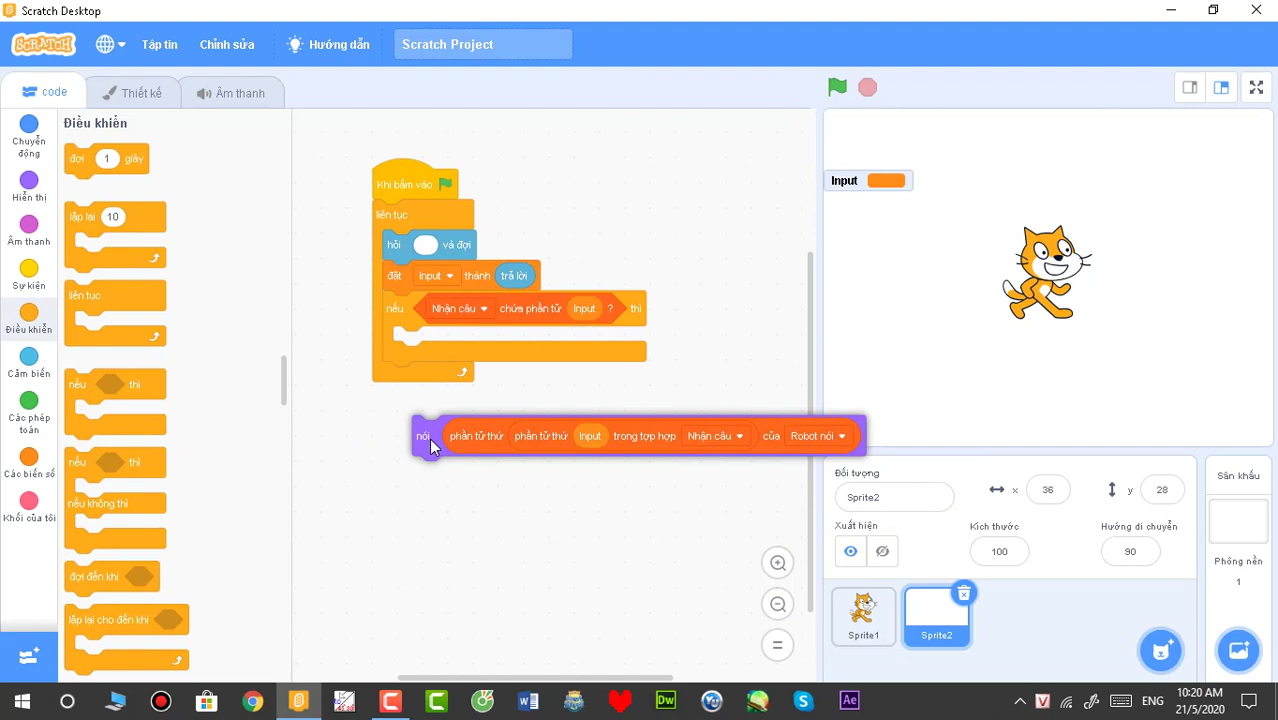 Scratch Desktop
SCRATCH
Tập tin
Chỉnh sửa
Hướng dẫn
Scratch Project
code
Thiết kế
Âm thanh
Chuyển động
Hiển thị
Âm thanh
Sự kiện
Điều khiển
Cảm biến
Các phép toán
Các biến số
Khối của tôi
Điều khiển
đợi 1 giây
lặp lại 10
liên tục
nếu thì
nếu thì
nếu không thì
đợi đến khi
lặp lại cho đến khi
Khi bấm vào
liên tục
hỏi và đợi
đặt Input thành trả lời
nếu Nhận câu chứa phần tử Input ? thì
nói phần tử thứ phần tử thứ Input trong tợp hợp Nhận câu của Robot nói
Input
Đối tượng
Sprite2
x 36
y 28
Xuất hiện
Kích thước
100
Hướng di chuyển
90
Sprite1
Sprite2
Sân khấu
Phông nền
1
Dw
Ae
ENG
10:20 AM
21/5/2020